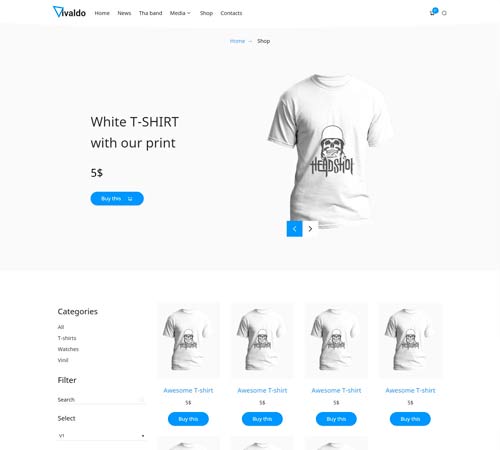 Vivaldo
Home News Tha band Media Shop Contacts
Home → Shop
White T-SHIRT
with our print
5$
Buy this
HEADSHOT
Categories
All
T-shirts
Watches
Vinil
Filter
Search
Select
Y1
Awesome T-shirt Awesome T-shirt Awesome T-shirt Awesome T-shirt
5$ 5$ 5$ 5$
Buy this Buy this Buy this Buy this